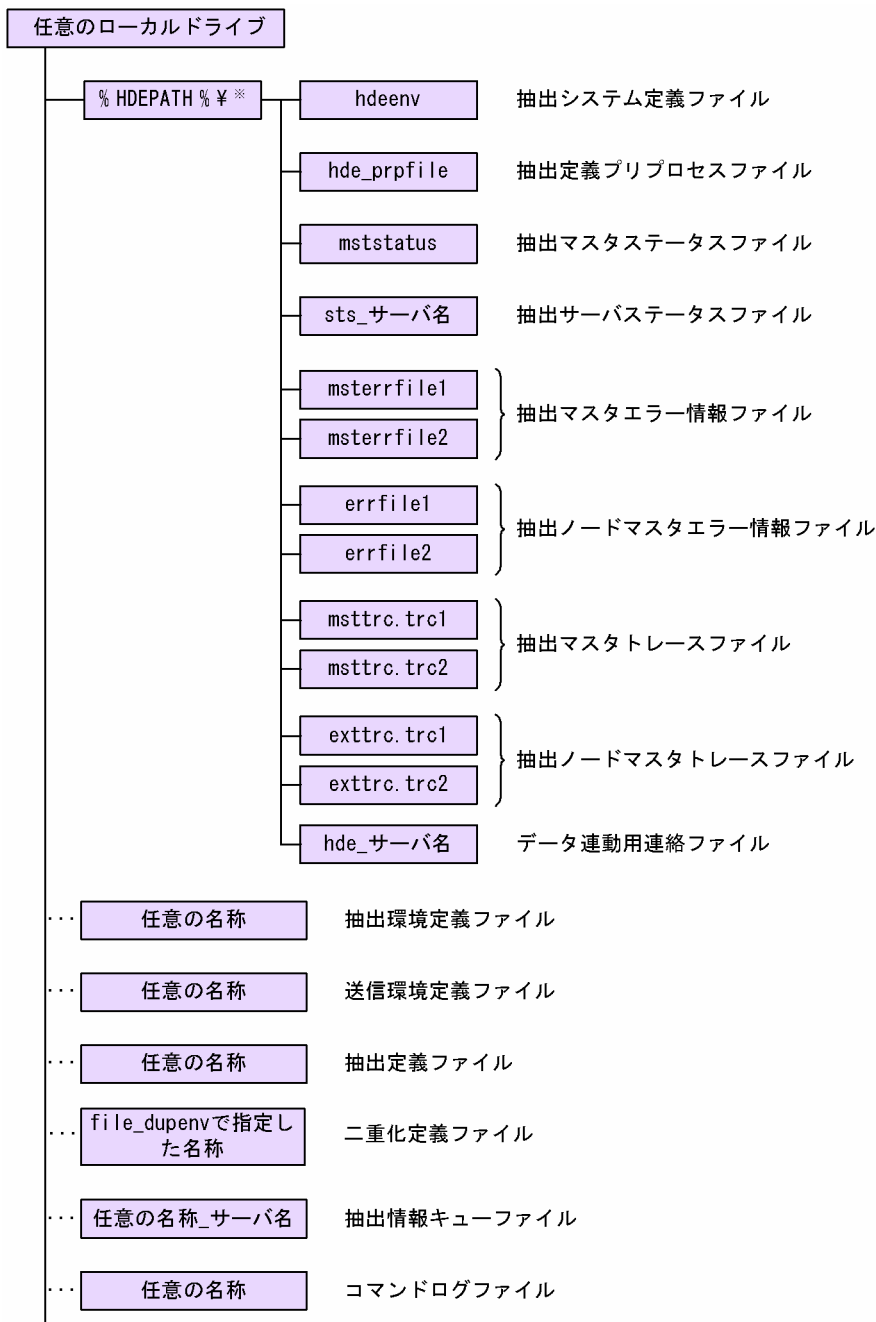 任意のローカルドライブ
%HDEPATH%¥※
hdeenv 抽出システム定義ファイル
hde_prpfile 抽出定義プリプロセスファイル
mststatus 抽出マスタステータスファイル
sts_サーバ名 抽出サーバステータスファイル
msterrfile1
抽出マスタエラー情報ファイル
msterrfile2
errfile1
抽出ノードマスタエラー情報ファイル
errfile2
msttrc.trc1
抽出マスタトレースファイル
msttrc.trc2
exttrc.trc1
抽出ノードマスタトレースファイル
exttrc.trc2
hde_サーバ名 データ連動用連絡ファイル
任意の名称 抽出環境定義ファイル
任意の名称 送信環境定義ファイル
任意の名称 抽出定義ファイル
file_dupenvで指定し
た名称
二重化定義ファイル
任意の名称_サーバ名 抽出情報キューファイル
任意の名称 コマンドログファイル